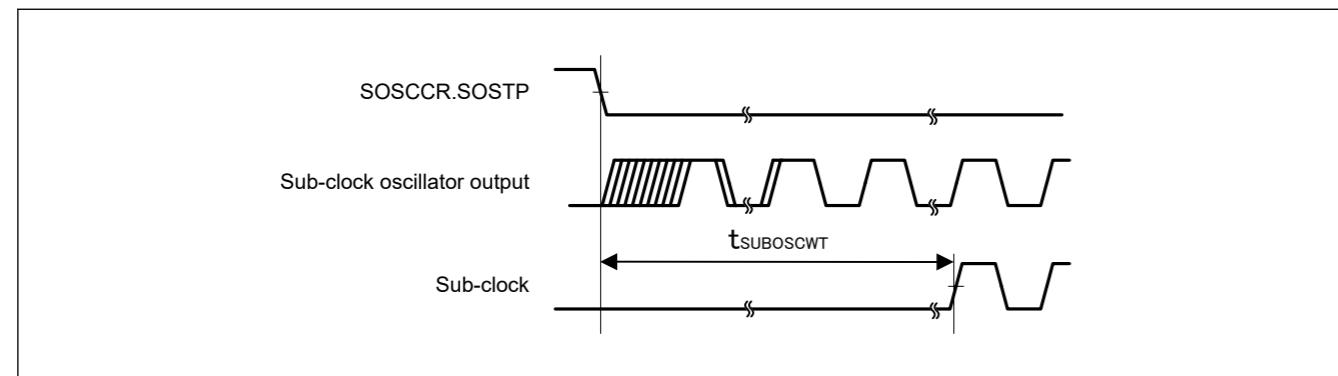 SOSCCR.SOSTP
Sub-clock oscillator output
tSUBOSCWT
Sub-clock